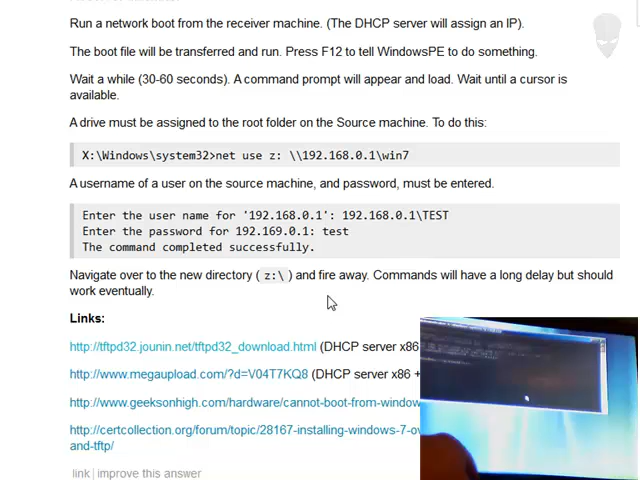 Run a network boot from the receiver machine. (The DHCP server will assign an IP).
The boot file will be transferred and run. Press F12 to tell WindowsPE to do something.
Wait a while (30-60 seconds). A command prompt will appear and load. Wait until a cursor is
available.
A drive must be assigned to the root folder on the Source machine. To do this:
X:\Windows\system32>net use z: \\192.168.0.1\win7
A username of a user on the source machine, and password, must be entered.
Enter the user name for '192.168.0.1': 192.168.0.1\TEST
Enter the password for 192.169.0.1: test
The command completed successfully.
Navigate over to the new directory ( z:\ ) and fire away. Commands will have a long delay but should
work eventually.
Links:
http://tftpd32.jounin.net/tftpd32_download.html (DHCP server x86
http://www.megaupload.com/?d=V04T7KQ8 (DHCP server x86 +
http://www.geeksonhigh.com/hardware/cannot-boot-from-window
http://certcollection.org/forum/topic/28167-installing-windows-7-ov
and-tftp/
link | improve this answer